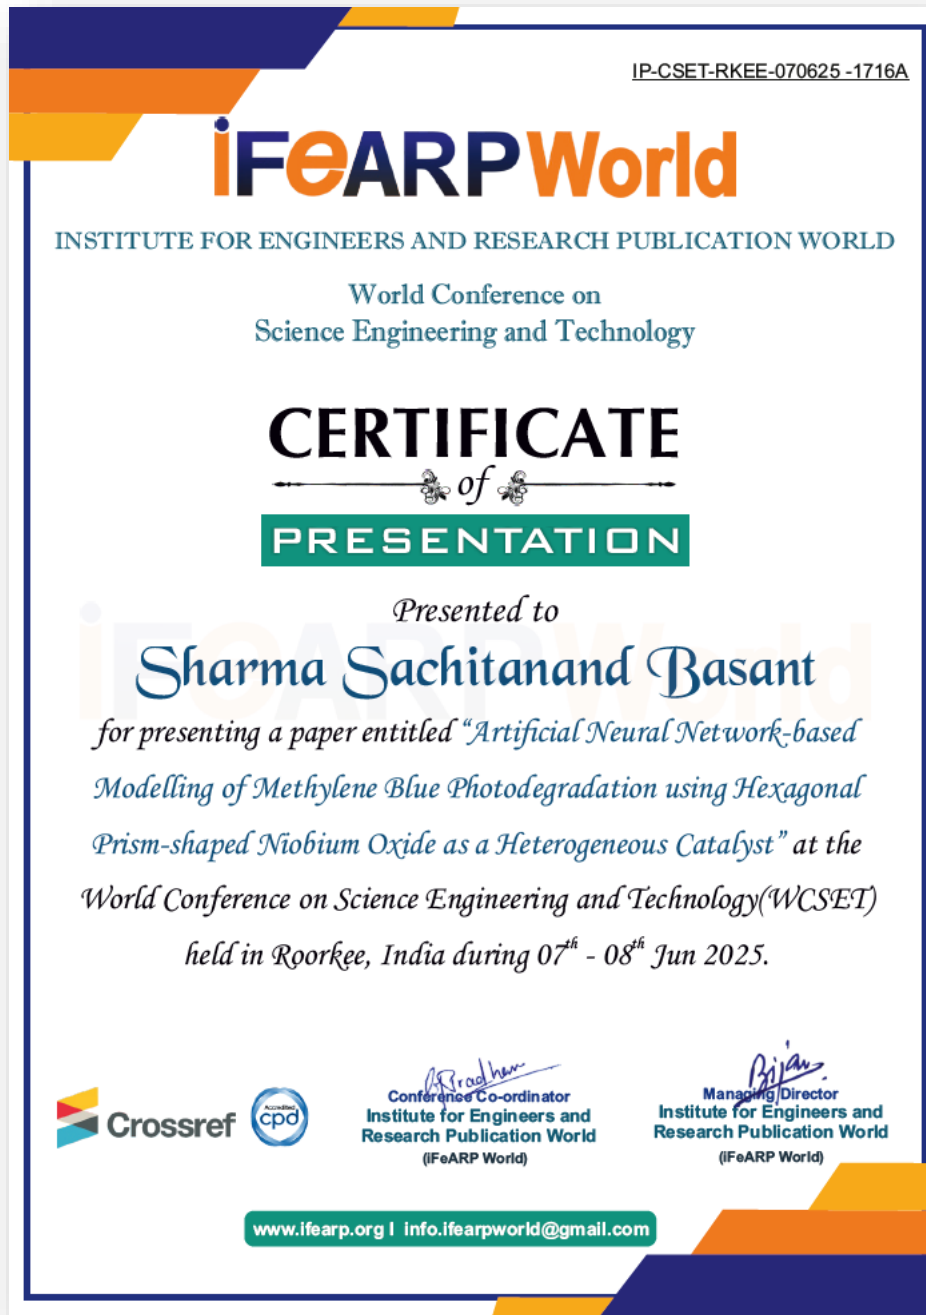 IP-CSET-RKEE-070625 -1716A
iFeARP World
INSTITUTE FOR ENGINEERS AND RESEARCH PUBLICATION WORLD
World Conference on
Science Engineering and Technology
CERTIFICATE
of
PRESENTATION
Presented to
Sharma Sachitanand Basant
for presenting a paper entitled “Artificial Neural Network-based
Modelling of Methylene Blue Photodegradation using Hexagonal
Prism-shaped Niobium Oxide as a Heterogeneous Catalyst” at the
World Conference on Science Engineering and Technology(WCSET)
held in Roorkee, India during 07th - 08th Jun 2025.
Crossref
Accredited
cpd
Conference Co-ordinator
Institute for Engineers and
Research Publication World
(iFeARP World)
Bijan
Managing Director
Institute for Engineers and
Research Publication World
(iFeARP World)
www.ifearp.org I info.ifearpworld@gmail.com